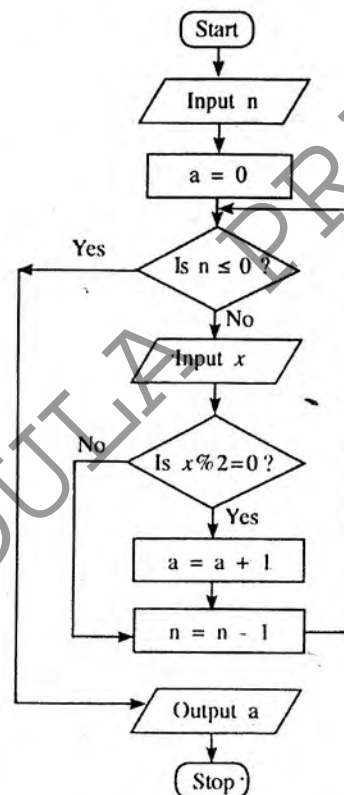 Start
Input n
a = 0
Is n ≤ 0 ?
Yes
No
Input x
Is x%2=0 ?
No
Yes
a = a + 1
n = n - 1
Output a
Stop